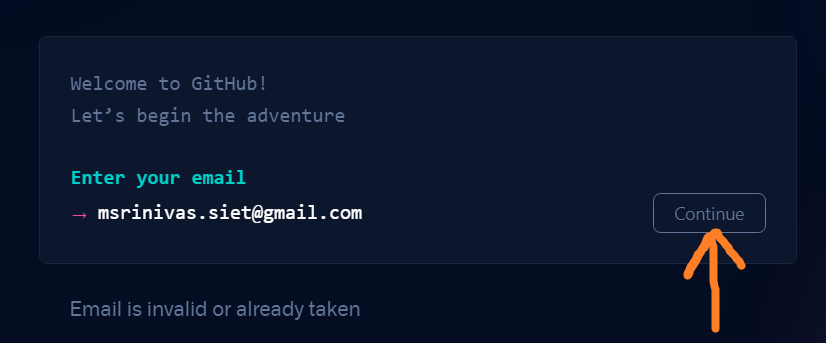 Welcome to GitHub!
Let’s begin the adventure
Enter your email
→ msrinivas.siet@gmail.com
Continue
Email is invalid or already taken